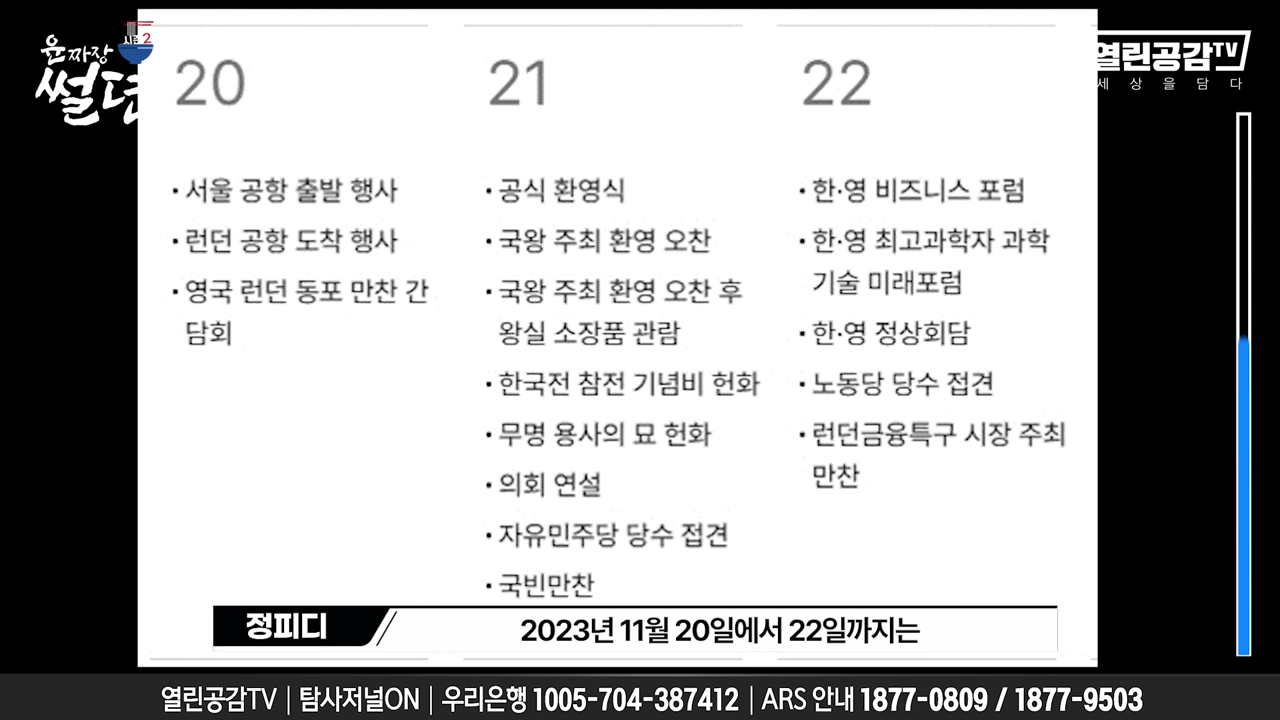 윤짜장
시즌2
썰뎐
열린공감TV
세상을담다
20
서울 공항 출발 행사
런던 공항 도착 행사
영국 런던 동포 만찬 간
담회
21
공식 환영식
국왕 주최 환영 오찬
국왕 주최 환영 오찬 후
왕실 소장품 관람
한국전 참전 기념비 헌화
무명 용사의 묘 헌화
의회 연설
자유민주당 당수 접견
국빈만찬
22
한·영 비즈니스 포럼
한·영 최고과학자 과학
기술 미래포럼
한·영 정상회담
노동당 당수 접견
런던금융특구 시장 주최
만찬
정피디
2023년 11월 20일에서 22일까지는
열린공감TV | 탐사저널ON | 우리은행 1005-704-387412 | ARS 안내 1877-0809 / 1877-9503